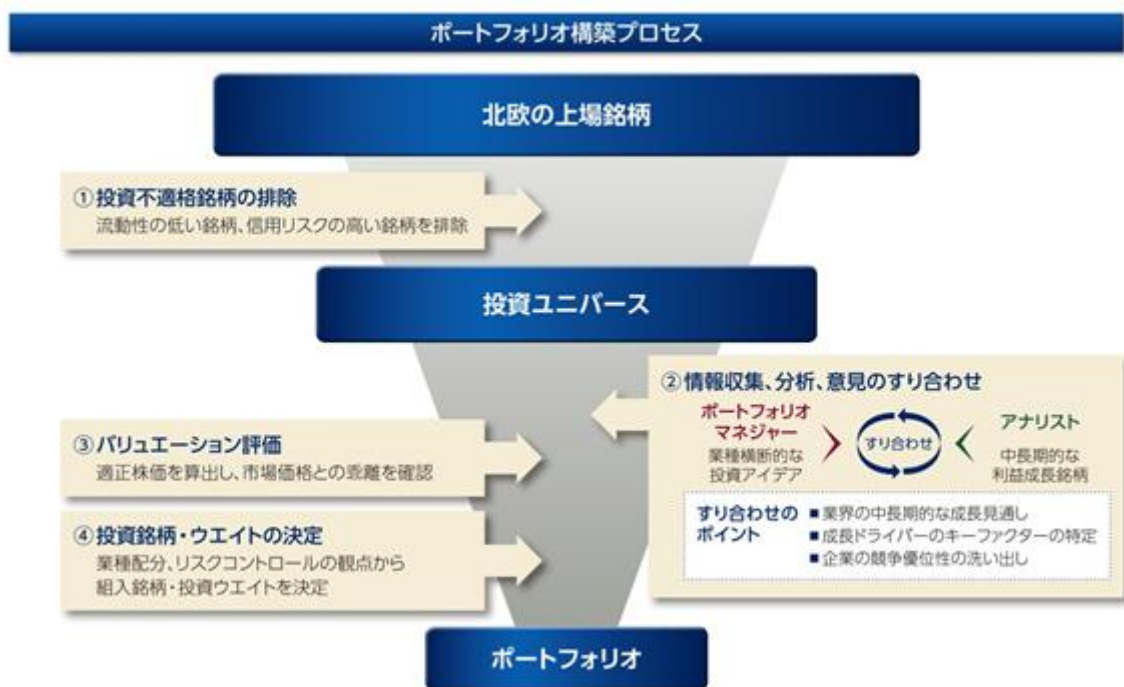 ポートフォリオ構築プロセス
北欧の上場銘柄
①投資不適格銘柄の排除
流動性の低い銘柄、信用リスクの高い銘柄を排除
投資ユニバース
②情報収集、分析、意見のすり合わせ
ポートフォリオ
マネジャー
業種横断的な
投資アイデア
すり合わせ
アナリスト
中長期的な
利益成長銘柄
すり合わせの
ポイント
■業界の中長期的な成長見通し
■成長ドライバーのキーファクターの特定
■企業の競争優位性の洗い出し
③バリュエーション評価
適正株価を算出し、市場価格との乖離を確認
④投資銘柄・ウエイトの決定
業種配分、リスクコントロールの観点から
組入銘柄・投資ウエイトを決定
ポートフォリオ